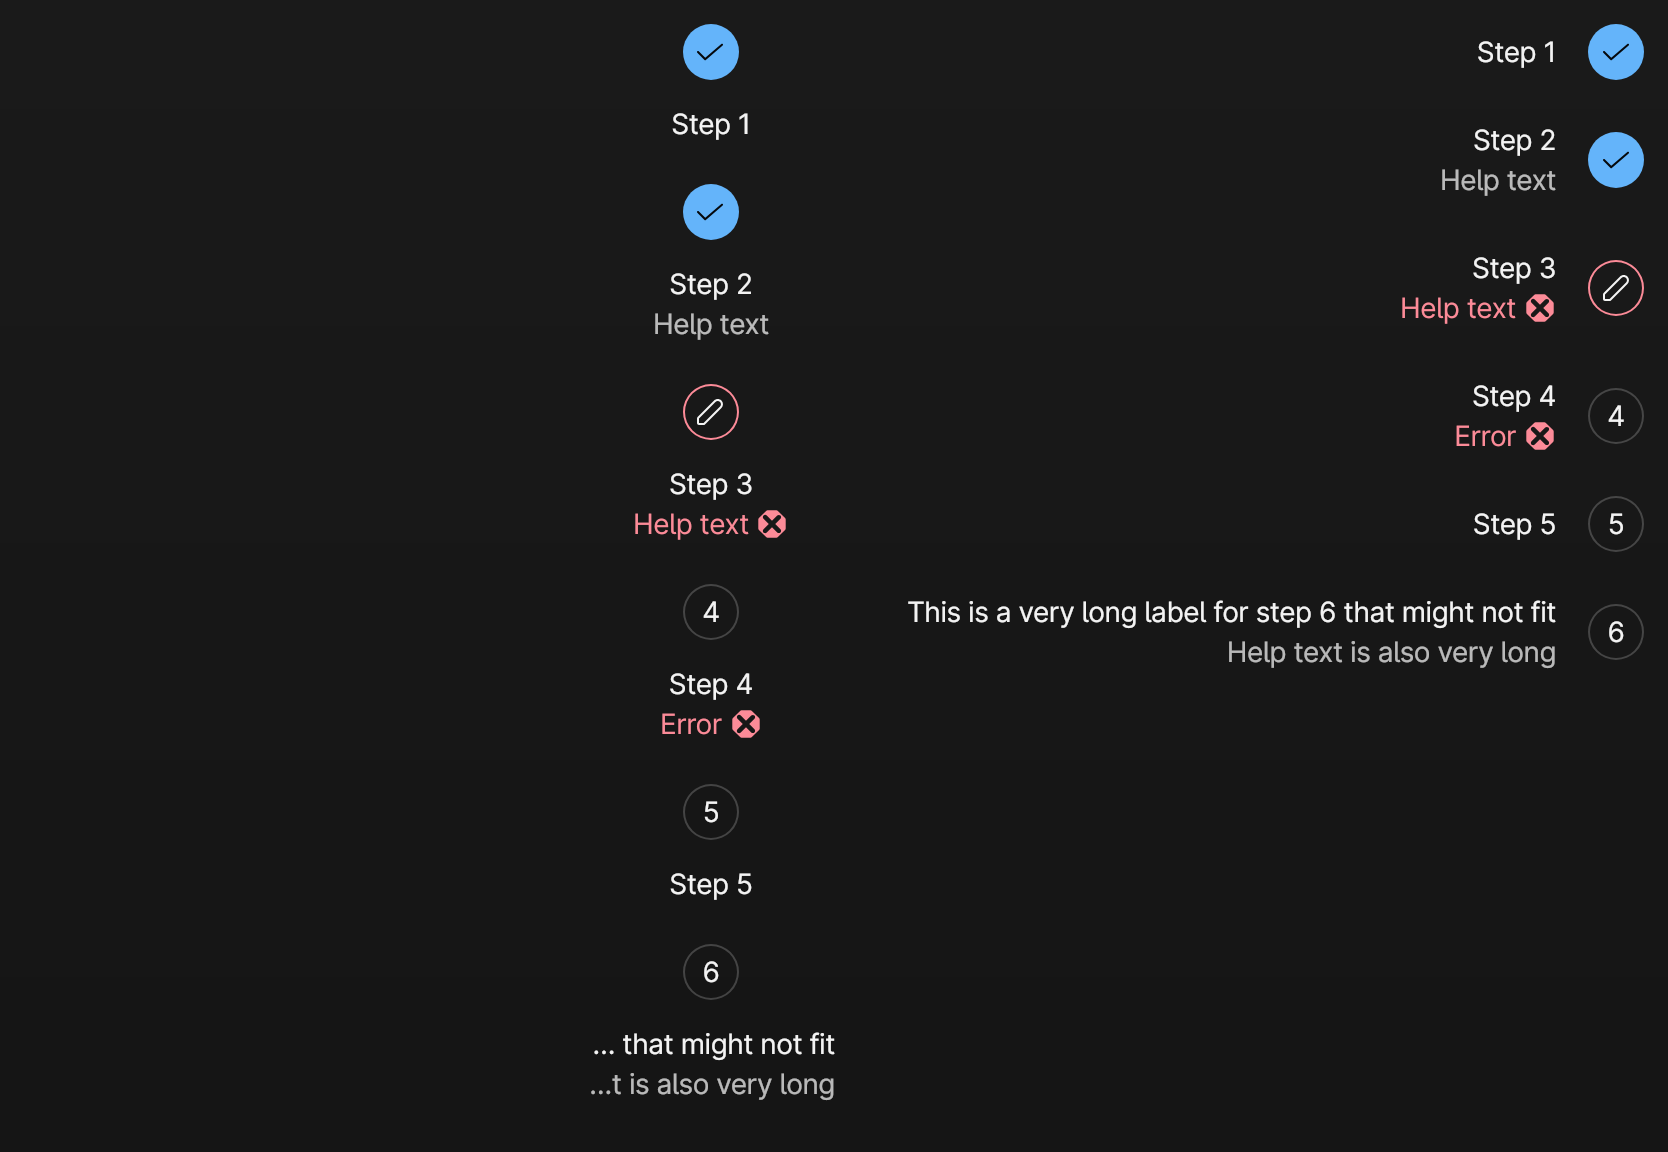 Step 1
Step 2
Help text
Step 3
Help text
4
Step 4
Error
5
Step 5
6
... that might not fit
...t is also very long
Step 1
Step 2
Help text
Step 3
Help text
Step 4
Error
4
Step 5
5
This is a very long label for step 6 that might not fit
Help text is also very long
6